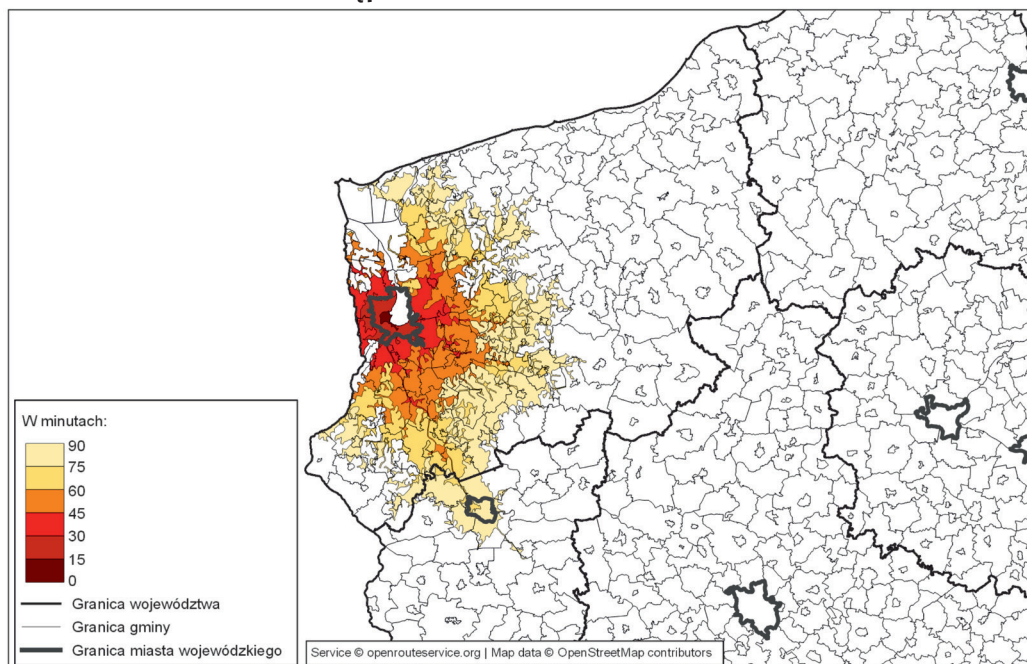 W minutach:
90
75
60
45
30
15
0
Granica województwa
Granica gminy
Granica miasta wojewódzkiego
Service © openrouteservice.org | Map data © OpenStreetMap contributors